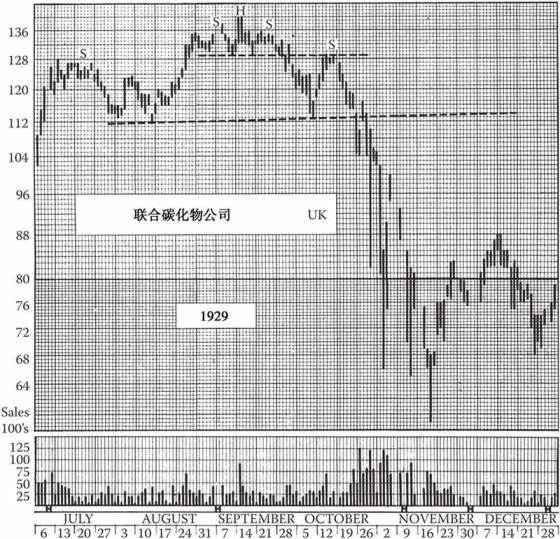 H
S S
S S
136
128
120
112
104
96
88
80
76
72
68
64
联合碳化物公司 UK
1929
Sales
100's
125
100
75
50
25
JULY AUGUST SEPTEMBER OCTOBER NOVEMBER DECEMBER
6 13 20 27 3 10 17 24 31 7 14 21 28 5 12 19 26 2 9 16 23 30 7 14 21 28